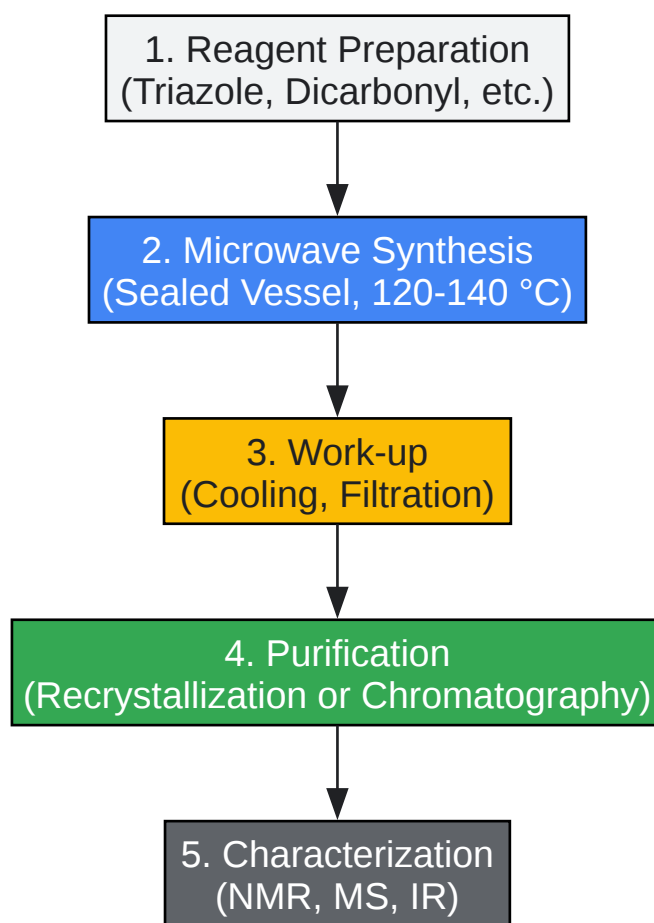 1. Reagent Preparation
(Triazole, Dicarbonyl, etc.)
2. Microwave Synthesis
(Sealed Vessel, 120-140 °C)
3. Work-up
(Cooling, Filtration)
4. Purification
(Recrystallization or Chromatography)
5. Characterization
(NMR, MS, IR)